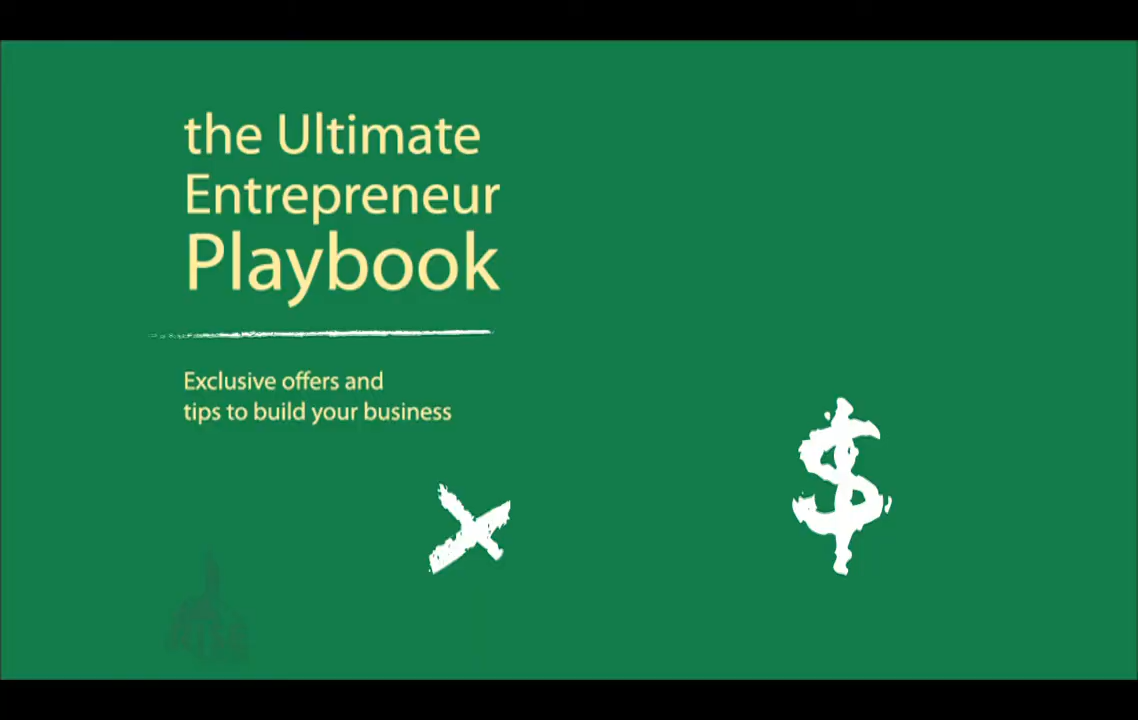 the Ultimate
Entrepreneur
Playbook
Exclusive offers and
tips to build your business
$